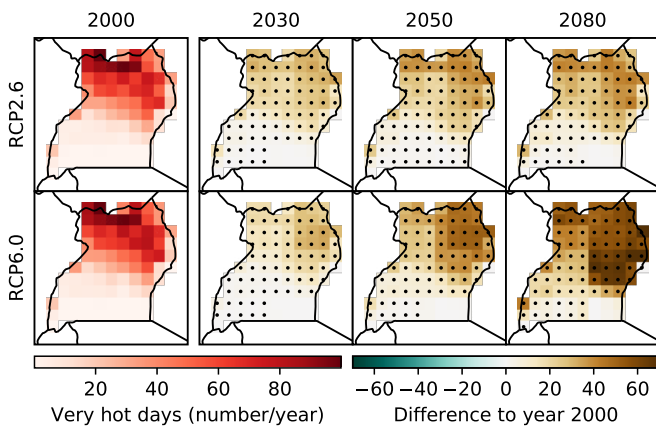 2000 2030 2050 2080
RCP2.6
RCP6.0
20 40 60 80 −60 −40 −20 0 20 40 60
Very hot days (number/year) Difference to year 2000